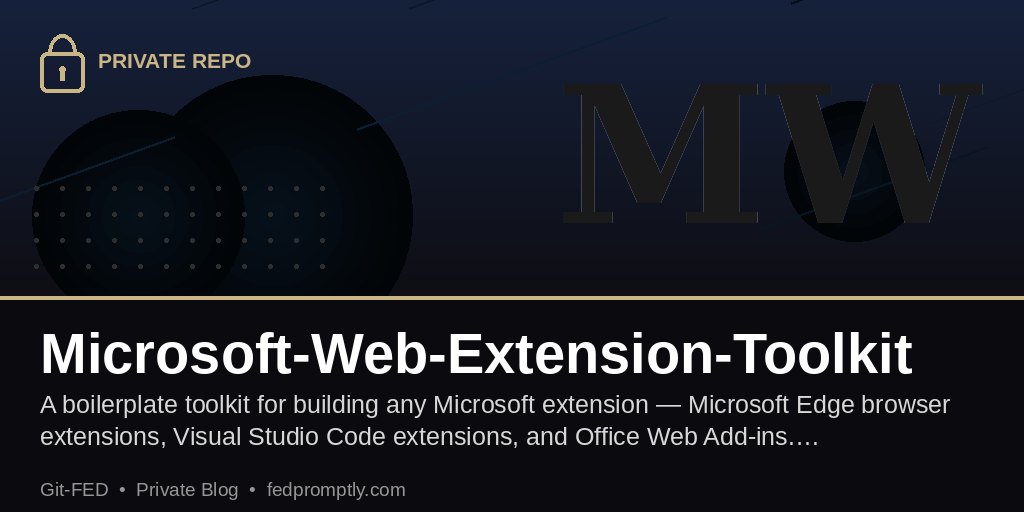 PRIVATE REPO
MW
Microsoft-Web-Extension-Toolkit
A boilerplate toolkit for building any Microsoft extension — Microsoft Edge browser
extensions, Visual Studio Code extensions, and Office Web Add-ins.…
Git-FED • Private Blog • fedpromptly.com